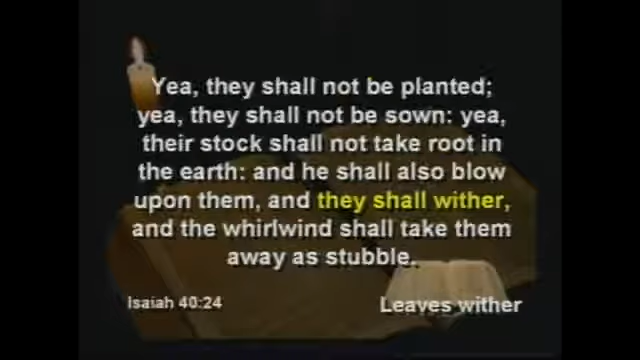 Yea, they shall not be planted;
yea, they shall not be sown: yea,
their stock shall not take root in
the earth: and he shall also blow
upon them, and they shall wither,
and the whirlwind shall take them
away as stubble.
Isaiah 40:24
Leaves wither